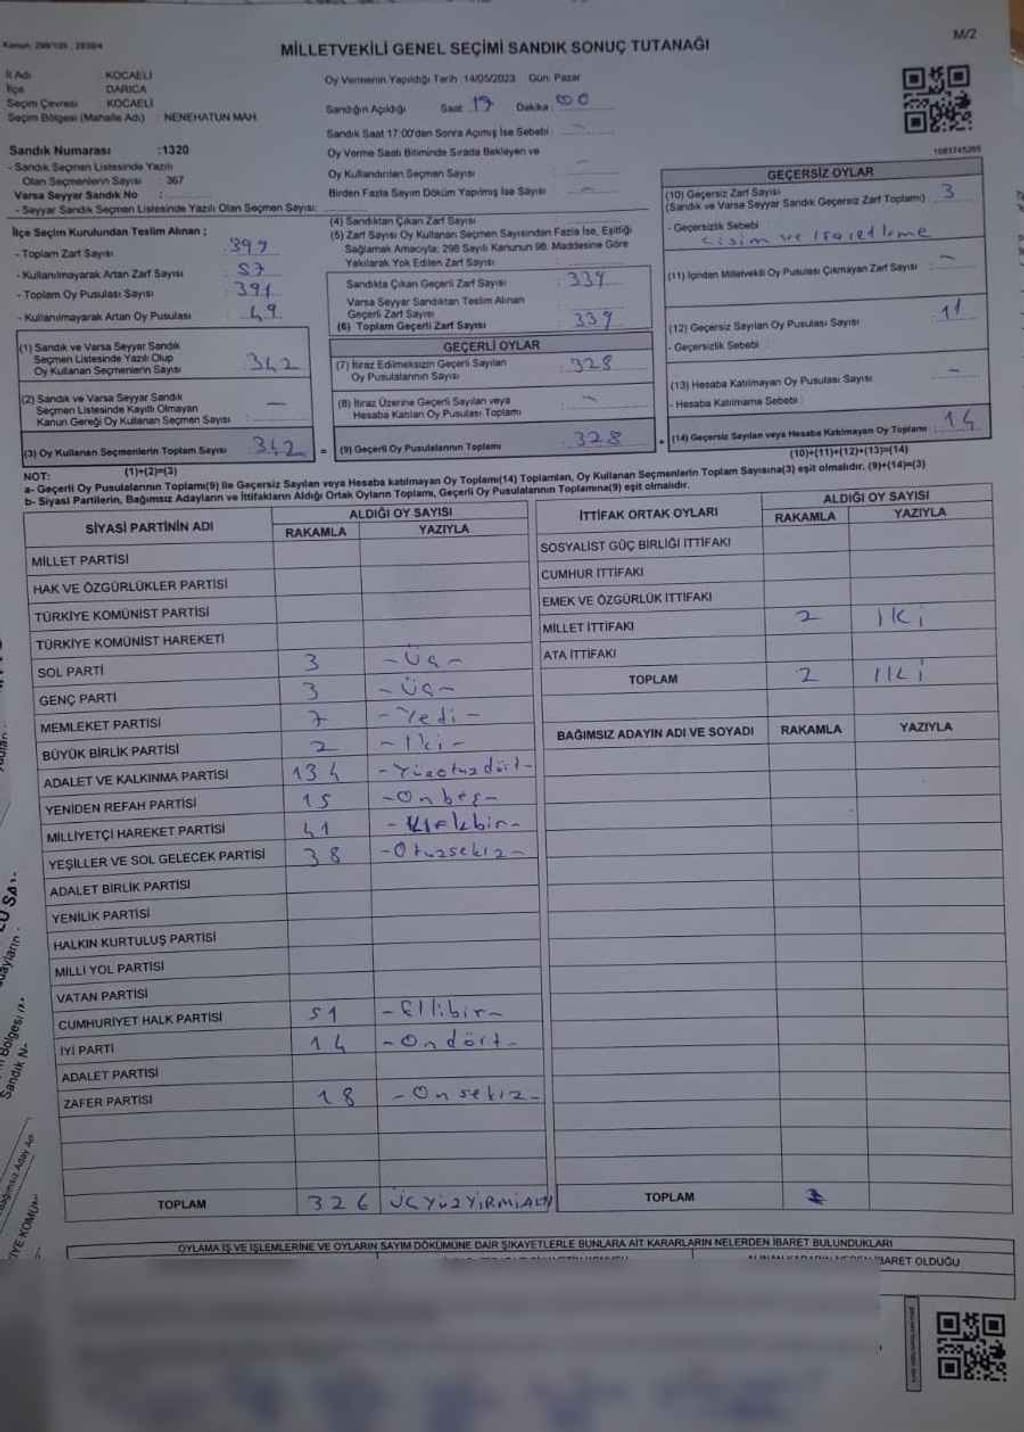 MİLLETVEKİLİ GENEL SEÇİMİ SANDIK SONUÇ TUTANAĞI
M/2
İl Adı : KOCAELİ
İlçe : DARICA
Seçim Çevresi : KOCAELİ
Seçim Bölgesi (Mahalle Adı) : NENEHATUN MAH.
Sandık Numarası :1320
- Sandık Seçmen Listesinde Yazılı
Olan Seçmenlerin Sayısı : 367
Varsa Seyyar Sandık No :
- Seyyar Sandık Seçmen Listesinde Yazılı Olan Seçmen Sayısı:
Oy Vermenin Yapıldığı Tarih :14/05/2023 Gün: Pazar
Sandığın Açıldığı Saat: 17 Dakika: 00
Sandık Saat 17:00'den Sonra Açımış İse Sebebi : -
Oy Verme Saati Bitiminde Sırada Bekleyen ve
Oy Kullandırılan Seçmen Sayısı : -
Birden Fazla Sayım Döküm Yapılmış İse Sayısı : -
İlçe Seçim Kurulundan Teslim Alınan ;
- Toplam Zarf Sayısı : 399
- Kullanılmayarak Artan Zarf Sayısı : 57
- Toplam Oy Pusulası Sayısı : 391
- Kullanılmayarak Artan Oy Pusulası : 49
(1) Sandık ve Varsa Seyyar Sandık
Seçmen Listesinde Yazılı Olup
Oy Kullanan Seçmenlerin Sayısı : 342
(2) Sandık ve Varsa Seyyar Sandık
Seçmen Listesinde Kayıtlı Olmayan
Kanun Gereği Oy Kullanan Seçmen Sayısı : -
(3) Oy Kullanan Seçmenlerin Toplam Sayısı : 342
(1)+(2)=(3)
(4) Sandıktan Çıkan Zarf Sayısı :
(5) Zarf Sayısı Oy Kullanan Seçmen Sayısından Fazla İse, Eşitliği
Sağlamak Amacıyla; 298 Sayılı Kanunun 98. Maddesine Göre
Yakılarak Yok Edilen Zarf Sayısı :
Sandıkta Çıkan Geçerli Zarf Sayısı : 339
Varsa Seyyar Sandıktan Teslim Alınan
Geçerli Zarf Sayısı :
(6) Toplam Geçerli Zarf Sayısı : 339
GEÇERLİ OYLAR
(7) İtiraz Edilmeksizin Geçerli Sayılan
Oy Pusulalarının Sayısı : 328
(8) İtiraz Üzerine Geçerli Sayılan veya
Hesaba Katılan Oy Pusulası Toplamı : -
= (9) Geçerli Oy Pusulalarının Toplamı : 328
GEÇERSİZ OYLAR
(10) Geçersiz Zarf Sayısı : 3
(Sandık ve Varsa Seyyar Sandık Geçersiz Zarf Toplamı)
- Geçersizlik Sebebi
(11) İçinden Milletvekili Oy Pusulası Çıkmayan Zarf Sayısı : -
(12) Geçersiz Sayılan Oy Pusulası Sayısı : 11
- Geçersizlik Sebebi :
(13) Hesaba Katılmayan Oy Pusulası Sayısı : -
- Hesaba Katılmama Sebebi :
+ (14) Geçersiz Sayılan veya Hesaba Katılmayan Oy Toplamı : 14
(10)+(11)+(12)+(13)=(14)
NOT:
a- Geçerli Oy Pusulalarının Toplamı(9) ile Geçersiz Sayılan veya Hesaba katılmayan Oy Toplamı(14) Toplamları, Oy Kullanan Seçmenlerin Toplam Sayısına(3) eşit olmalıdır. (9)+(14)=(3)
b- Siyasi Partilerin, Bağımsız Adayların ve İttifakların Aldığı Ortak Oyların Toplamı, Geçerli Oy Pusulalarının Toplamına(9) eşit olmalıdır.
SİYASİ PARTİNİN ADI ALDIĞI OY SAYISI
RAKAMLA YAZIYLA
MİLLET PARTİSİ
HAK VE ÖZGÜRLÜKLER PARTİSİ
TÜRKİYE KOMÜNİST PARTİSİ
TÜRKİYE KOMÜNİST HAREKETİ
SOL PARTİ 3 -Üç-
GENÇ PARTİ 3 -Üç-
MEMLEKET PARTİSİ 7 -Yedi-
BÜYÜK BİRLİK PARTİSİ 2 -İki-
ADALET VE KALKINMA PARTİSİ 134 -Yüzotuzdört-
YENİDEN REFAH PARTİSİ 15 -Onbeş-
MİLLİYETÇİ HAREKET PARTİSİ 41 -Kırkbir-
YEŞİLLER VE SOL GELECEK PARTİSİ 38 -Otuzsekiz-
ADALET BİRLİK PARTİSİ
YENİLİK PARTİSİ
HALKIN KURTULUŞ PARTİSİ
MİLLİ YOL PARTİSİ
VATAN PARTİSİ
CUMHURİYET HALK PARTİSİ 51 -Ellibir-
İYİ PARTİ 14 -Ondört-
ADALET PARTİSİ
ZAFER PARTİSİ 18 -Onsekiz-
TOPLAM 326 ÜÇYÜZYİRMİALTI
İTTİFAK ORTAK OYLARI ALDIĞI OY SAYISI
RAKAMLA YAZIYLA
SOSYALİST GÜÇ BİRLİĞİ İTTİFAKI
CUMHUR İTTİFAKI
EMEK VE ÖZGÜRLÜK İTTİFAKI
MİLLET İTTİFAKI 2 İki
ATA İTTİFAKI
TOPLAM 2 İki
BAĞIMSIZ ADAYIN ADI VE SOYADI RAKAMLA YAZIYLA
TOPLAM
OYLAMA İŞ VE İŞLEMLERİNE VE OYLARIN SAYIM DÖKÜMÜNE DAİR ŞİKAYETLERLE BUNLARA AİT KARARLARIN NELERDEN İBARET BULUNDUKLARI
İBARET OLDUĞU